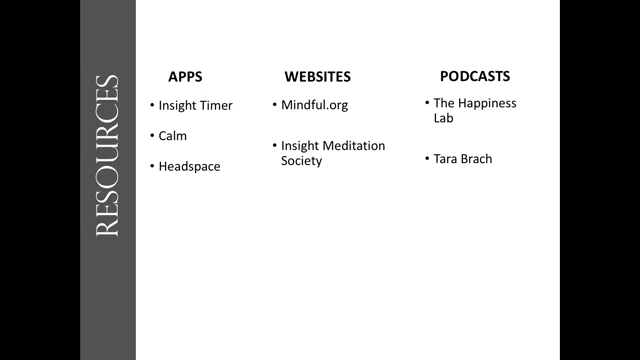 RESOURCES
APPS
• Insight Timer
• Calm
• Headspace
WEBSITES
• Mindful.org
• Insight Meditation
Society
PODCASTS
• The Happiness
Lab
• Tara Brach